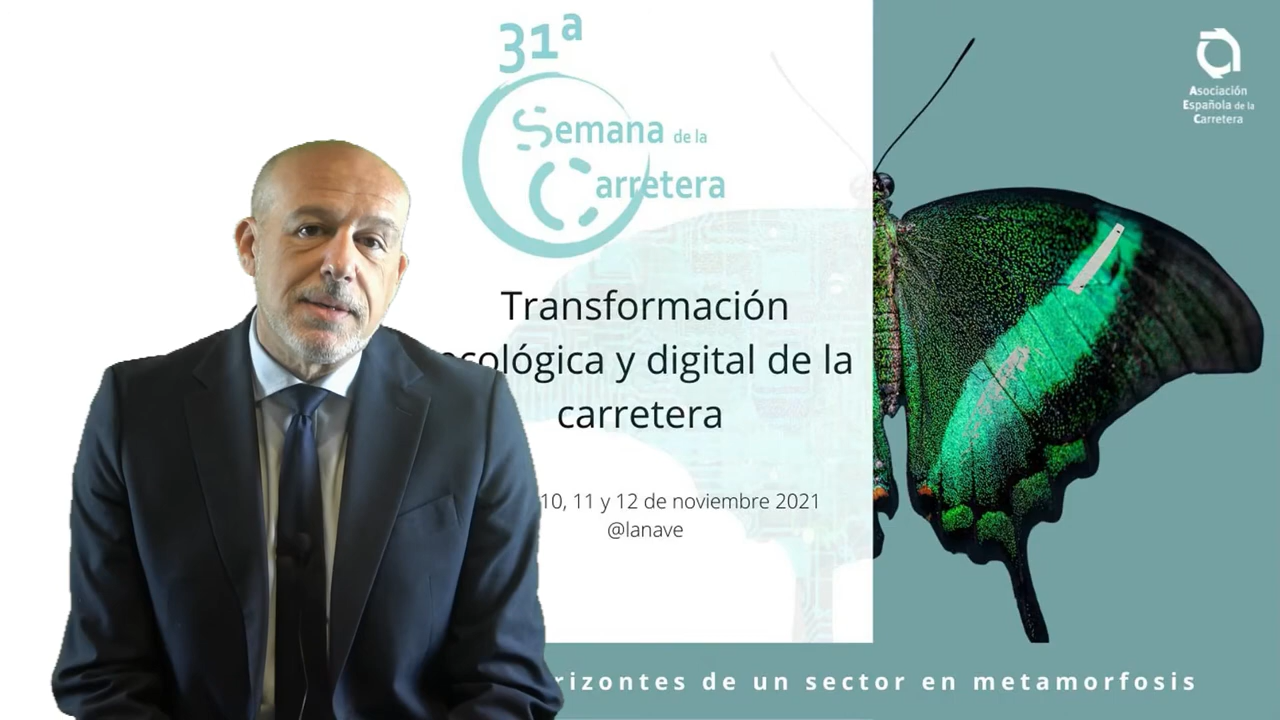 31ª
Semana de la
Carretera
Asociación
Española de la
Carretera
Transformación
ecológica y digital de la
carretera
10, 11 y 12 de noviembre 2021
@lanave
rizontes de un sector en metamorfosis